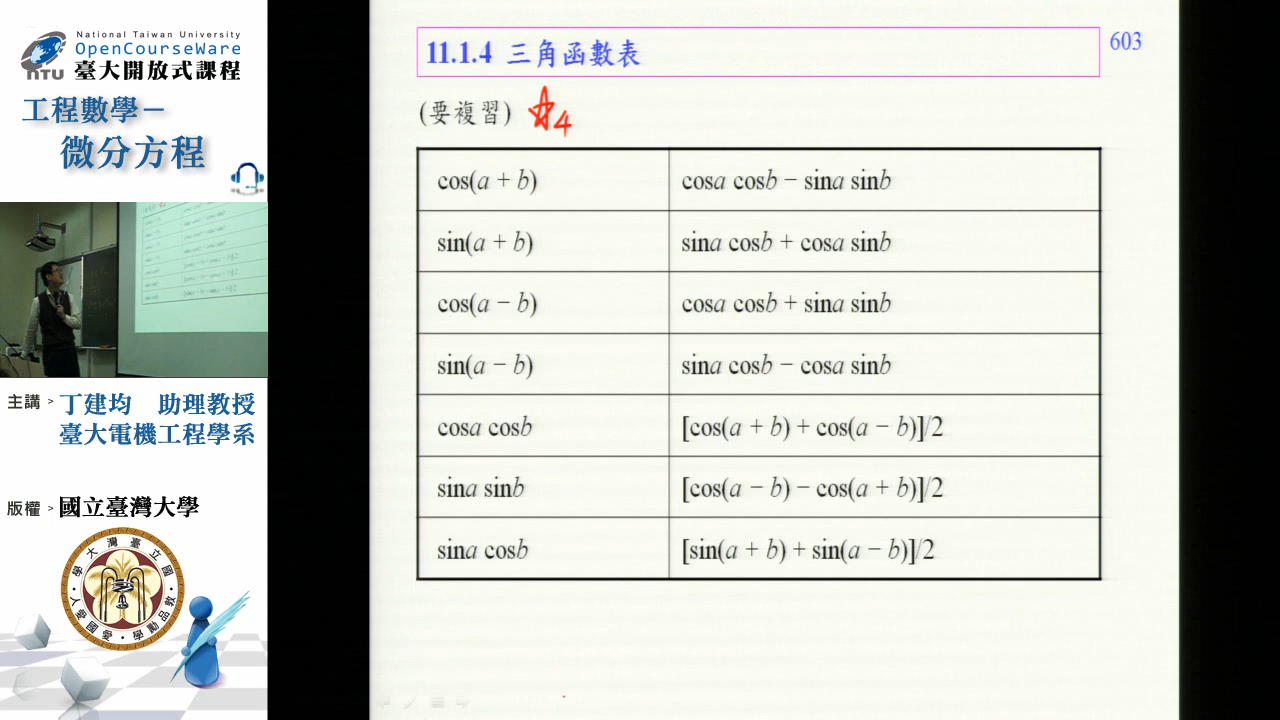 National Taiwan University
OpenCourseWare
NTU 臺大開放式課程
工程數學－
微分方程
主講 > 丁建均 助理教授
臺大電機工程學系
版權 > 國立臺灣大學
11.1.4 三角函數表
603
(要複習) ☆4
cos(a + b) cosa cosb − sina sinb
sin(a + b) sina cosb + cosa sinb
cos(a − b) cosa cosb + sina sinb
sin(a − b) sina cosb − cosa sinb
cosa cosb [cos(a + b) + cos(a − b)]/2
sina sinb [cos(a − b) − cos(a + b)]/2
sina cosb [sin(a + b) + sin(a − b)]/2